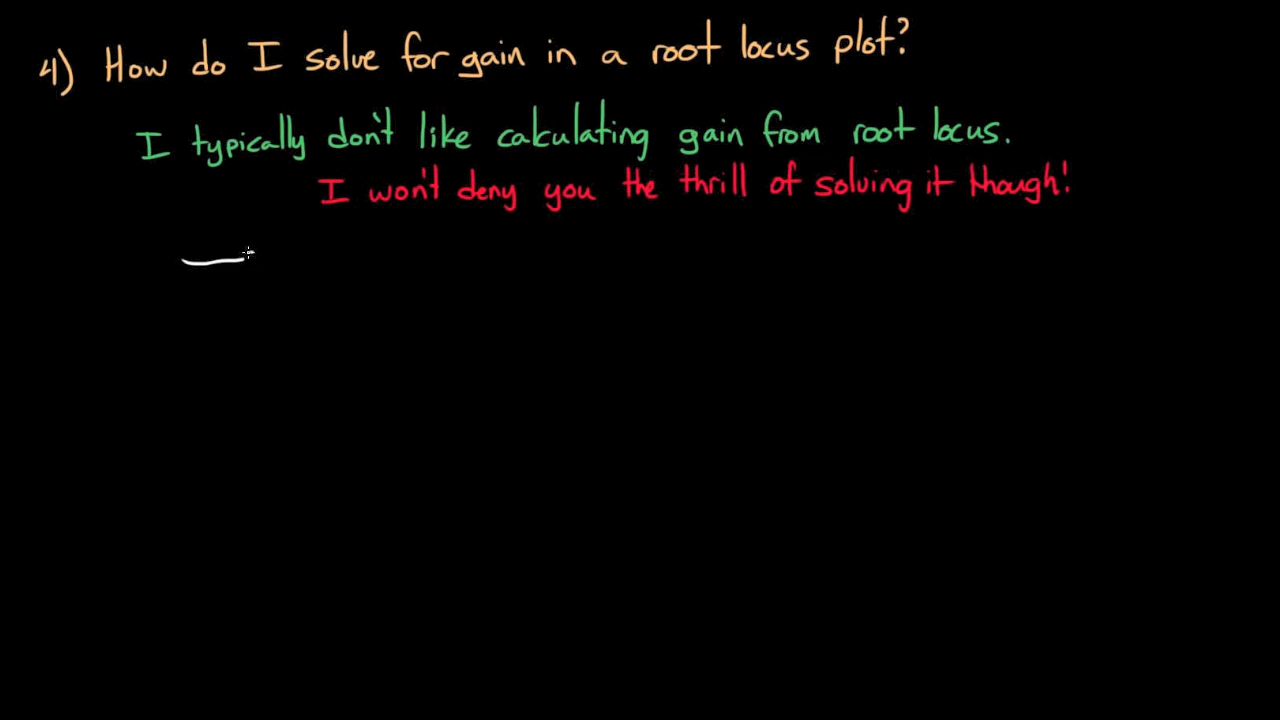 4) How do I solve for gain in a root locus plot?
I typically don't like calculating gain from root locus.
I won't deny you the thrill of solving it though!